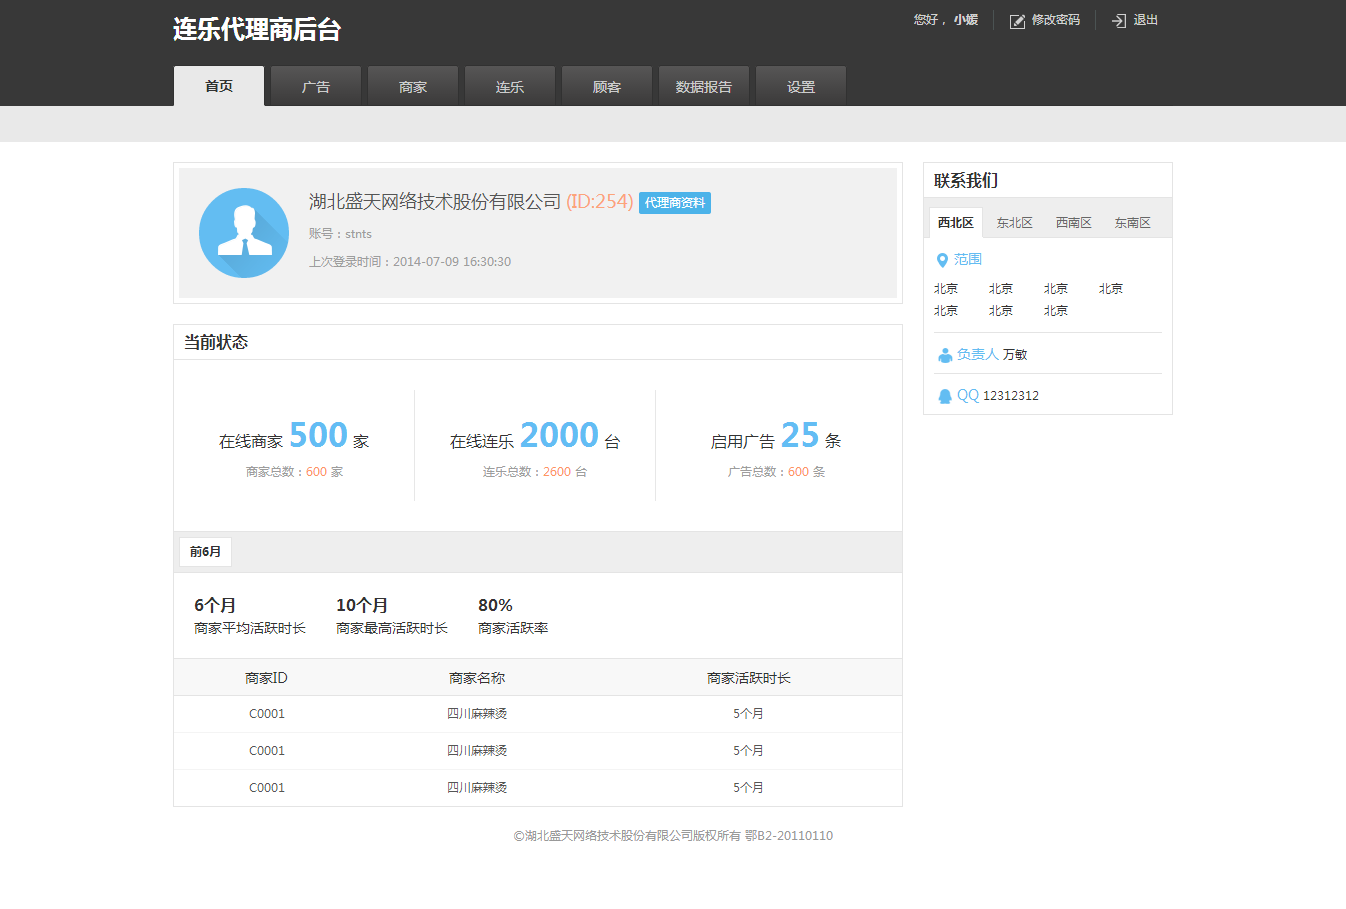 连乐代理商后台
您好， 小媛 修改密码 退出
首页 广告 商家 连乐 顾客 数据报告 设置
湖北盛天网络技术股份有限公司 (ID:254) 代理商资料
账号：stnts
上次登录时间：2014-07-09 16:30:30
联系我们
西北区 东北区 西南区 东南区
范围
北京 北京 北京 北京
北京 北京 北京
负责人 万敏
QQ 12312312
当前状态
在线商家 500 家 在线连乐 2000 台 启用广告 25 条
商家总数：600 家 连乐总数：2600 台 广告总数：600 条
前6月
6个月 10个月 80%
商家平均活跃时长 商家最高活跃时长 商家活跃率
商家ID 商家名称 商家活跃时长
C0001 四川麻辣烫 5个月
C0001 四川麻辣烫 5个月
C0001 四川麻辣烫 5个月
©湖北盛天网络技术股份有限公司版权所有 鄂B2-20110110